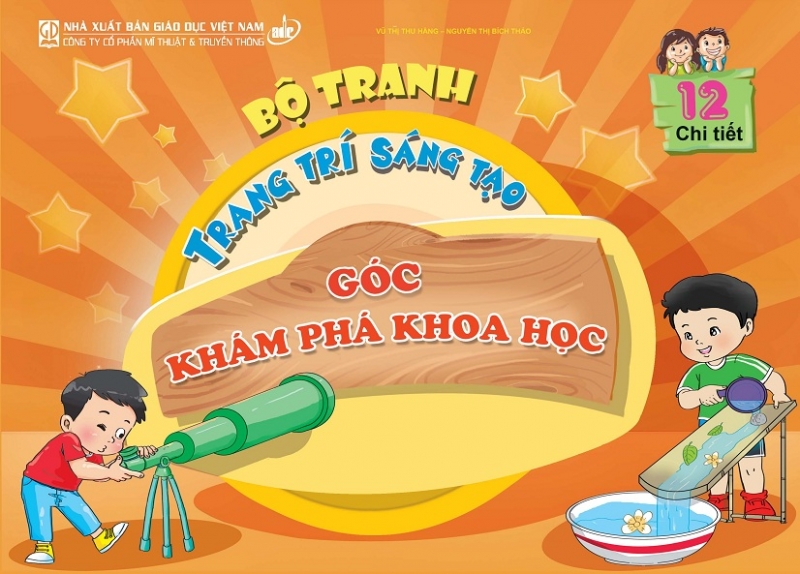 NHÀ XUẤT BẢN GIÁO DỤC VIỆT NAM
CÔNG TY CỔ PHẦN MĨ THUẬT & TRUYỀN THÔNG
adc
VŨ THỊ THU HẰNG – NGUYỄN THỊ BÍCH THẢO
BỘ TRANH
TRANG TRÍ SÁNG TẠO
GÓC
KHÁM PHÁ KHOA HỌC
12
Chi tiết